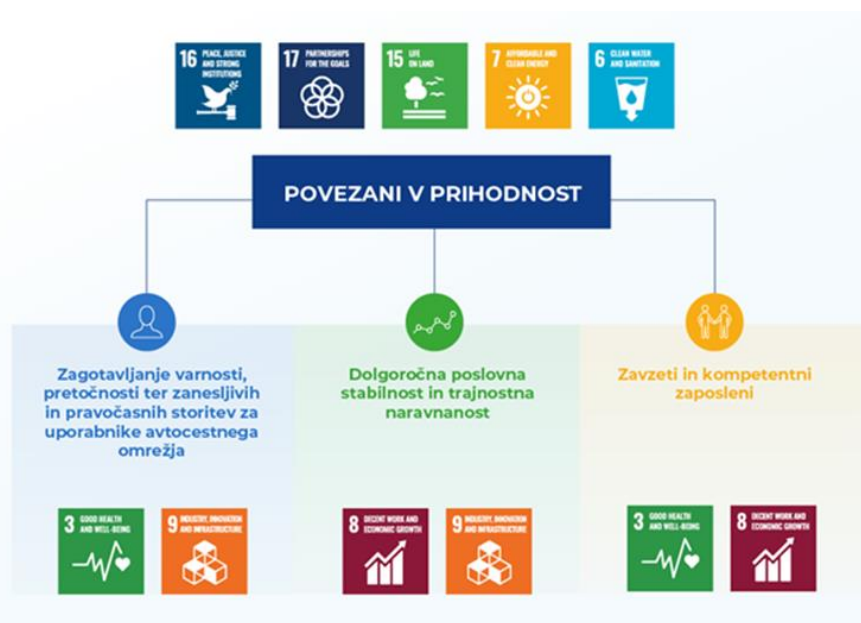 16 PEACE, JUSTICE
AND STRONG
INSTITUTIONS
17 PARTNERSHIPS
FOR THE GOALS
15 LIFE
ON LAND
7 AFFORDABLE AND
CLEAN ENERGY
6 CLEAN WATER
AND SANITATION
POVEZANI V PRIHODNOST
Zagotavljanje varnosti,
pretočnosti ter zanesljivih
in pravočasnih storitev za
uporabnike avtocestnega
omrežja
3 GOOD HEALTH
AND WELL-BEING
9 INDUSTRY, INNOVATION
AND INFRASTRUCTURE
Dolgoročna poslovna
stabilnost in trajnostna
naravnanost
8 DECENT WORK AND
ECONOMIC GROWTH
9 INDUSTRY, INNOVATION
AND INFRASTRUCTURE
Zavzeti in kompetentni
zaposleni
3 GOOD HEALTH
AND WELL-BEING
8 DECENT WORK AND
ECONOMIC GROWTH